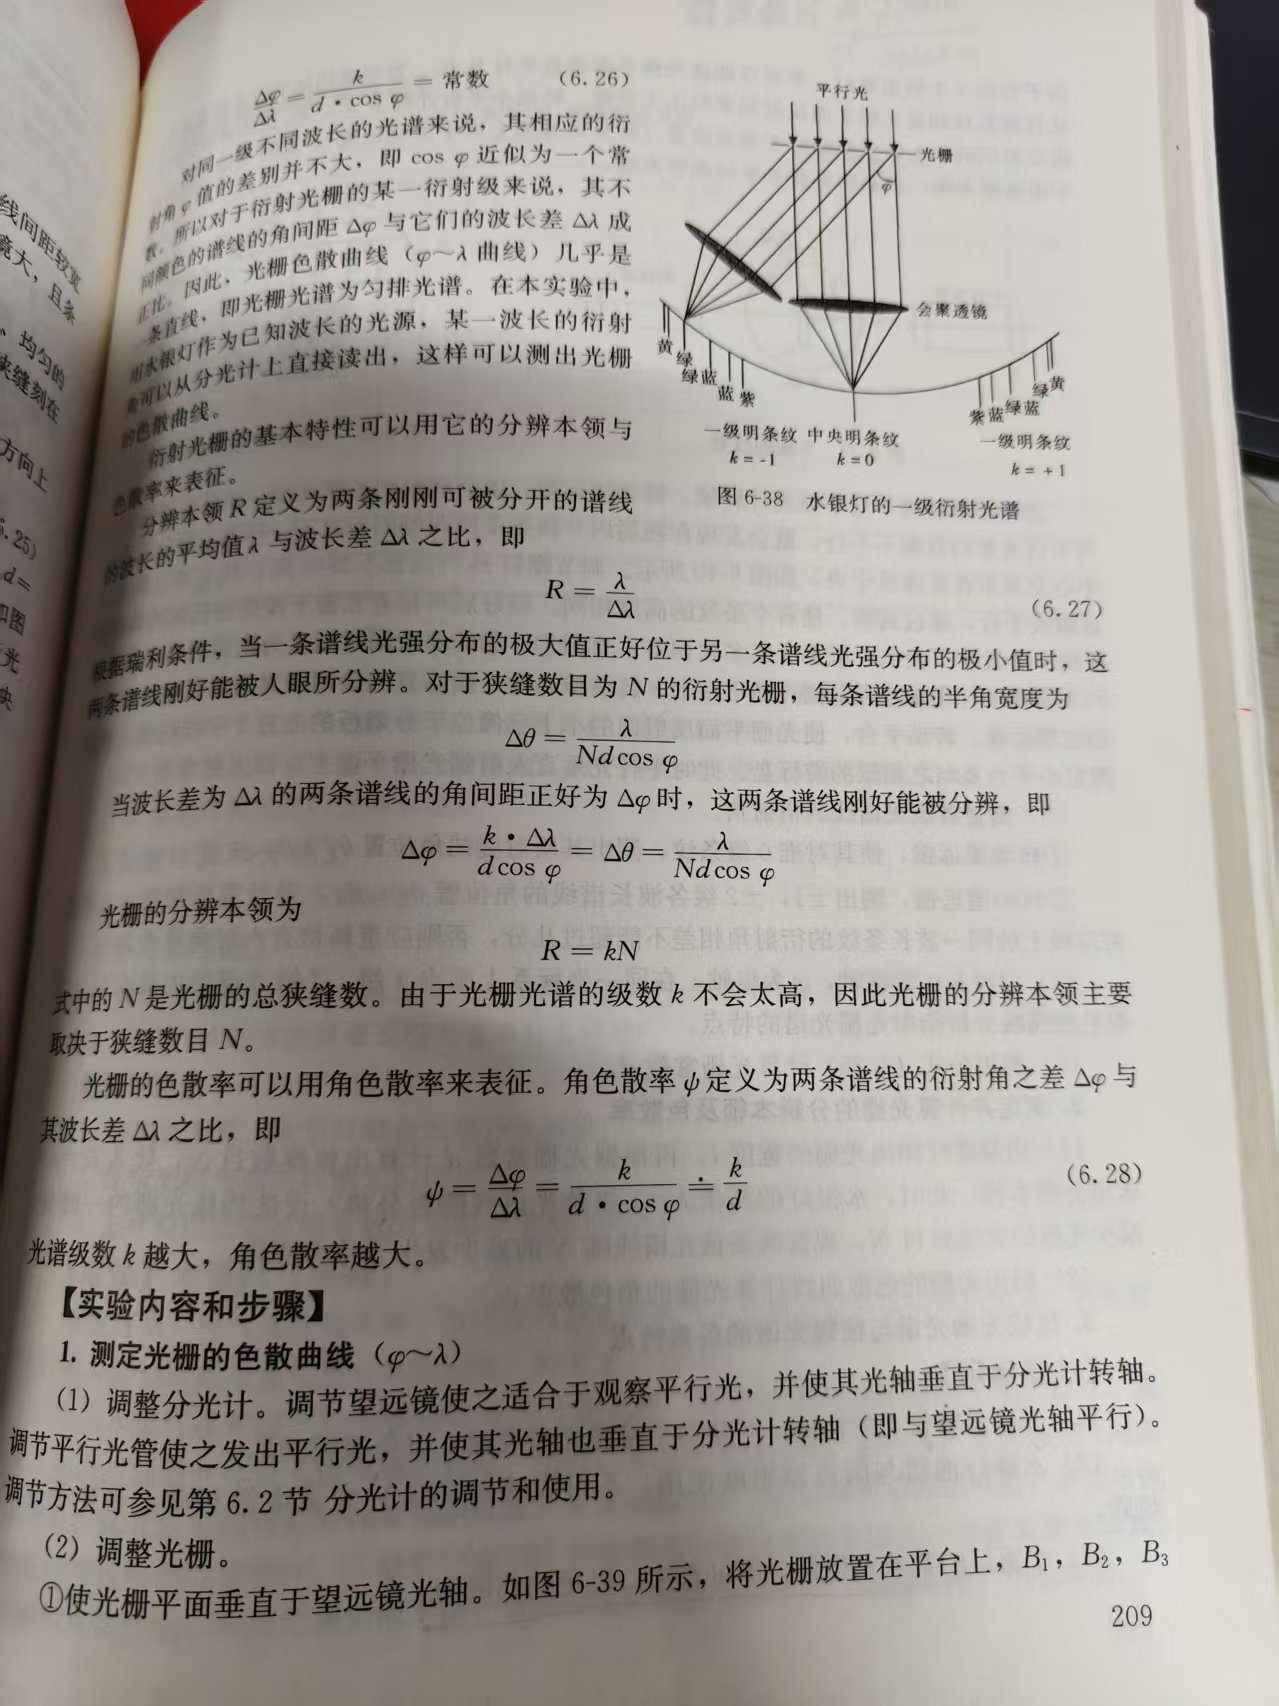 Δφ/Δλ = k/(d·cos φ) = 常数 (6.26)
对同一级不同波长的光谱来说，其相应的衍
射角 φ 值的差别并不大，即 cos φ 近似为一个常
数。所以对于衍射光栅的某一衍射级来说，其不
同颜色的谱线的角间距 Δφ 与它们的波长差 Δλ 成
正比。因此，光栅色散曲线（φ～λ 曲线）几乎是
一条直线，即光栅光谱为匀排光谱。在本实验中，
用水银灯作为已知波长的光源，某一波长的衍射
角可以从分光计上直接读出，这样可以测出光栅
的色散曲线。
衍射光栅的基本特性可以用它的分辨本领与
色散率来表征。
分辨本领 R 定义为两条刚刚可被分开的谱线
的波长的平均值 λ 与波长差 Δλ 之比，即
平行光
光栅
φ
会聚透镜
黄 绿 绿蓝 蓝 紫
紫 蓝 绿蓝 绿 黄
一级明条纹 中央明条纹 一级明条纹
k=-1 k=0 k=+1
图 6-38 水银灯的一级衍射光谱
R = λ/Δλ (6.27)
根据瑞利条件，当一条谱线光强分布的极大值正好位于另一条谱线光强分布的极小值时，这
两条谱线刚好能被人眼所分辨。对于狭缝数目为 N 的衍射光栅，每条谱线的半角宽度为
Δθ = λ/(Nd cos φ)
当波长差为 Δλ 的两条谱线的角间距正好为 Δφ 时，这两条谱线刚好能被分辨，即
Δφ = k·Δλ/(d cos φ) = Δθ = λ/(Nd cos φ)
光栅的分辨本领为
R = kN
式中的 N 是光栅的总狭缝数。由于光栅光谱的级数 k 不会太高，因此光栅的分辨本领主要
取决于狭缝数目 N。
光栅的色散率可以用角色散率来表征。角色散率 ψ 定义为两条谱线的衍射角之差 Δφ 与
其波长差 Δλ 之比，即
ψ = Δφ/Δλ = k/(d·cos φ) ≐ k/d (6.28)
光谱级数 k 越大，角色散率越大。
【实验内容和步骤】
1. 测定光栅的色散曲线（φ～λ）
(1) 调整分光计。调节望远镜使之适合于观察平行光，并使其光轴垂直于分光计转轴。
调节平行光管使之发出平行光，并使其光轴也垂直于分光计转轴（即与望远镜光轴平行）。
调节方法可参见第 6.2 节 分光计的调节和使用。
(2) 调整光栅。
①使光栅平面垂直于望远镜光轴。如图 6-39 所示，将光栅放置在平台上，B₁，B₂，B₃
209
线间距较宽
竟大，且条
均匀的
夹缝刻在
方向上
6.25)
d=
如图
光